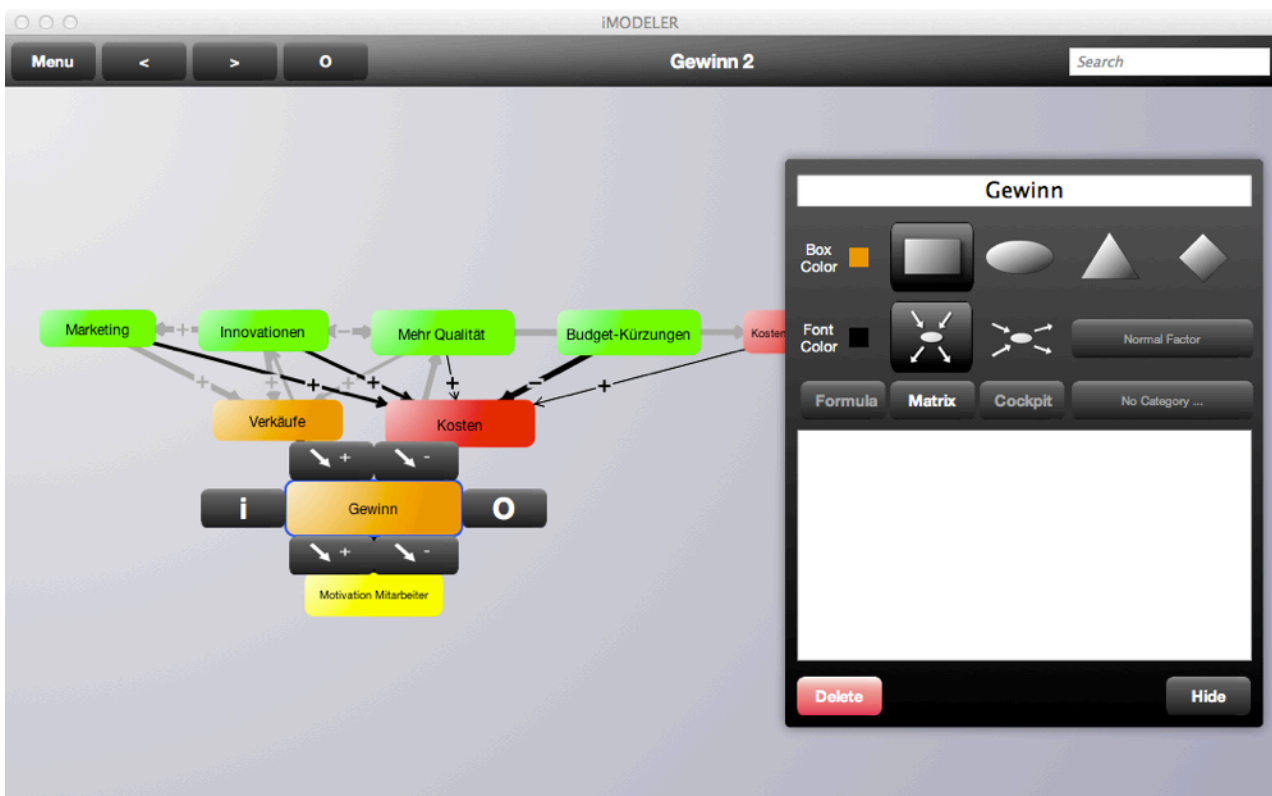 iMODELER
Menu
<
>
O
Gewinn 2
Search
Gewinn
Box
Color
Font
Color
Normal Factor
Formula
Matrix
Cockpit
No Category ...
Delete
Hide
Marketing
+
Innovationen
–
Mehr Qualität
Budget-Kürzungen
Kosten
+
+
+
+
+
+
–
+
Verkäufe
Kosten
+
-
i
Gewinn
O
+
-
Motivation Mitarbeiter